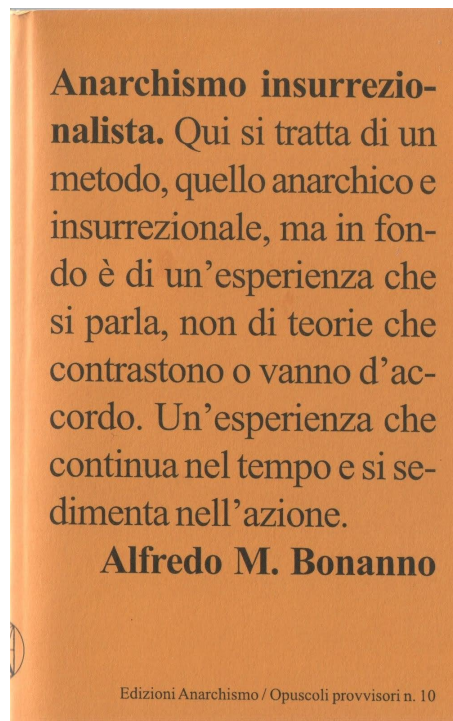 Anarchismo insurrezio-
nalista. Qui si tratta di un
metodo, quello anarchico e
insurrezionale, ma in fon-
do è di un’esperienza che
si parla, non di teorie che
contrastono o vanno d’ac-
cordo. Un’esperienza che
continua nel tempo e si se-
dimenta nell’azione.
Alfredo M. Bonanno
Edizioni Anarchismo / Opuscoli provvisori n. 10